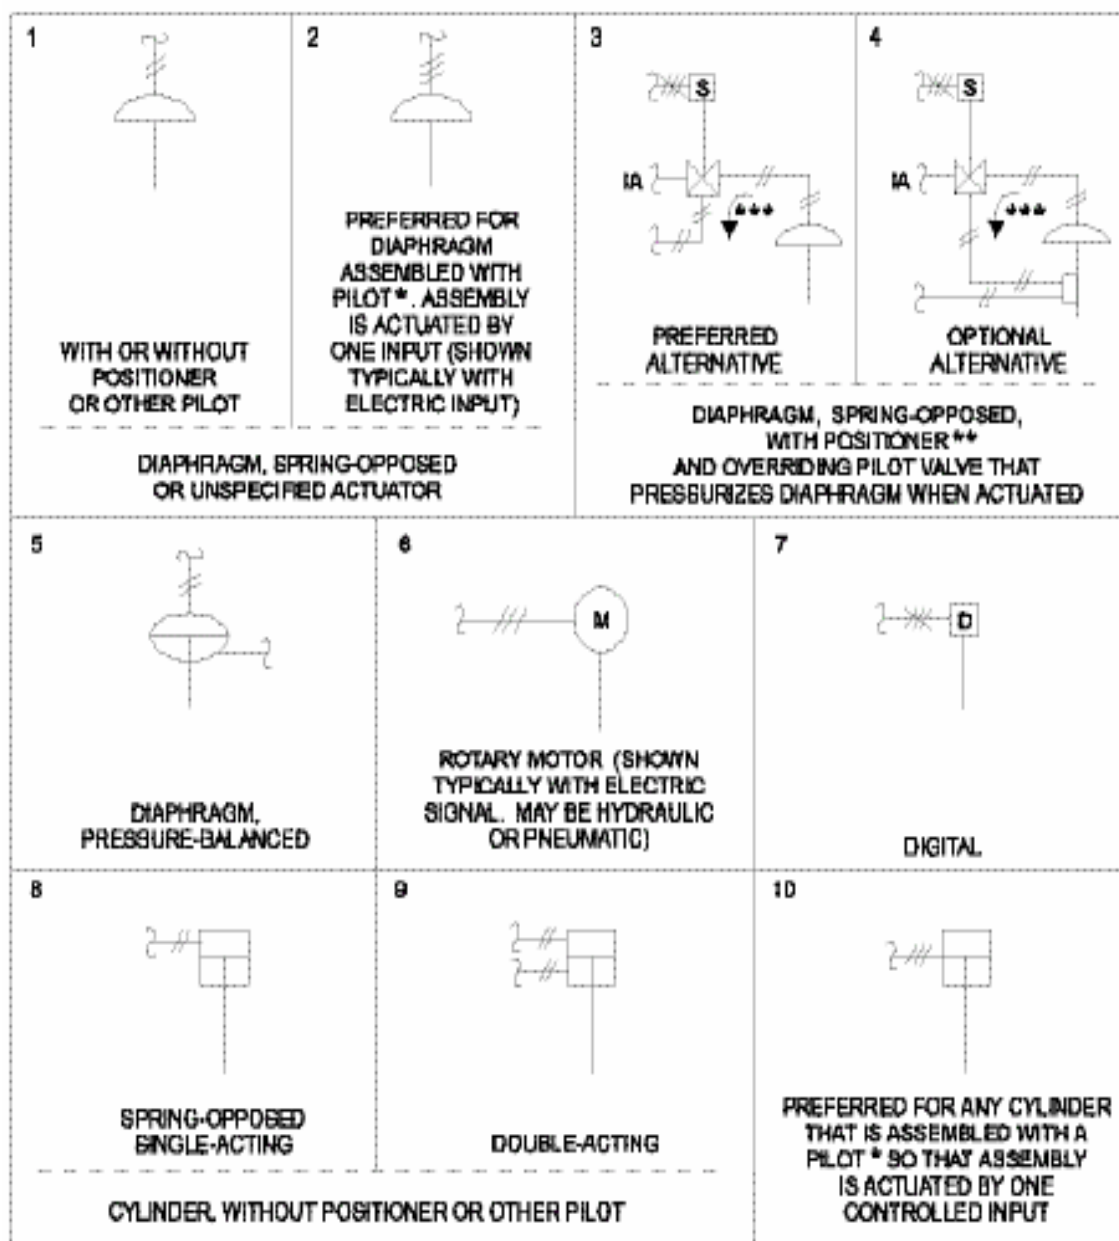 1
WITH OR WITHOUT
POSITIONER
OR OTHER PILOT
2
PREFERRED FOR
DIAPHRAGM
ASSEMBLED WITH
PILOT*. ASSEMBLY
IS ACTUATED BY
ONE INPUT (SHOWN
TYPICALLY WITH
ELECTRIC INPUT)
DIAPHRAGM, SPRING-OPPOSED
OR UNSPECIFIED ACTUATOR
3
S
IA
***
PREFERRED
ALTERNATIVE
4
S
IA
***
OPTIONAL
ALTERNATIVE
DIAPHRAGM, SPRING-OPPOSED,
WITH POSITIONER**
AND OVERRIDING PILOT VALVE THAT
PRESSURIZES DIAPHRAGM WHEN ACTUATED
5
DIAPHRAGM,
PRESSURE-BALANCED
6
M
ROTARY MOTOR (SHOWN
TYPICALLY WITH ELECTRIC
SIGNAL. MAY BE HYDRAULIC
OR PNEUMATIC)
7
D
DIGITAL
8
SPRING-OPPOSED
SINGLE-ACTING
9
DOUBLE-ACTING
CYLINDER, WITHOUT POSITIONER OR OTHER PILOT
10
PREFERRED FOR ANY CYLINDER
THAT IS ASSEMBLED WITH A
PILOT* SO THAT ASSEMBLY
IS ACTUATED BY ONE
CONTROLLED INPUT